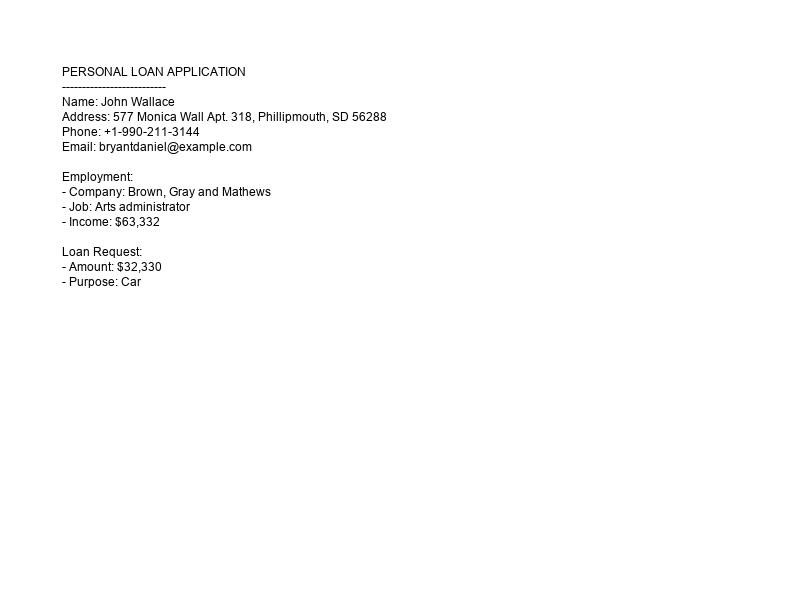 PERSONAL LOAN APPLICATION
--------------------------
Name: John Wallace
Address: 577 Monica Wall Apt. 318, Phillipmouth, SD 56288
Phone: +1-990-211-3144
Email: bryantdaniel@example.com

Employment:
- Company: Brown, Gray and Mathews
- Job: Arts administrator
- Income: $63,332

Loan Request:
- Amount: $32,330
- Purpose: Car